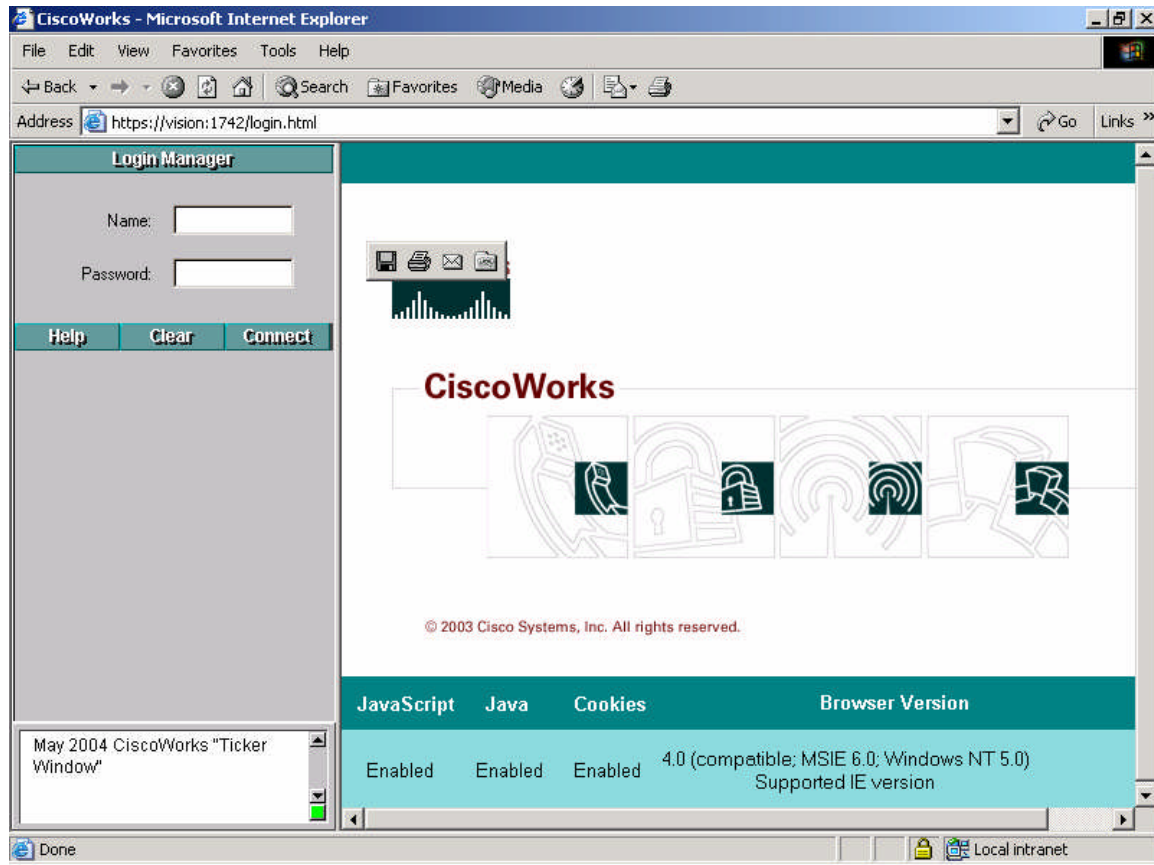 CiscoWorks - Microsoft Internet Explorer
File Edit View Favorites Tools Help
Back Search Favorites Media
Address https://vision:1742/login.html Go Links »
Login Manager
Name:
Password:
Help Clear Connect
CiscoWorks
© 2003 Cisco Systems, Inc. All rights reserved.
JavaScript Java Cookies Browser Version
Enabled Enabled Enabled 4.0 (compatible; MSIE 6.0; Windows NT 5.0)
Supported IE version
May 2004 CiscoWorks "Ticker
Window"
Done Local intranet